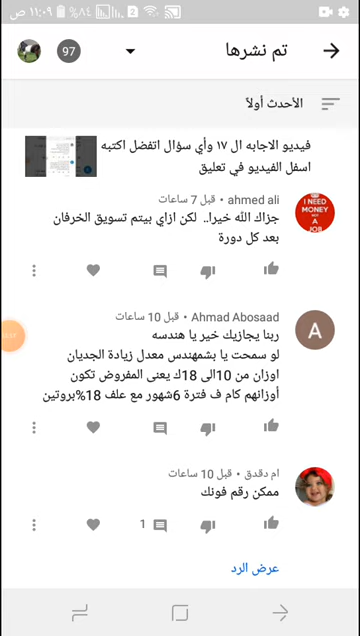 ١١:٠٩ ص
٨٤٪
2
تم نشرها
97
الأحدث أولاً
فيديو الاجابه ال ١٧ وأي سؤال اتفضل اكتبه
اسفل الفيديو في تعليق
ahmed ali • قبل 7 ساعات
جزاك الله خيرا.. لكن ازاي بيتم تسويق الخرفان
بعد كل دورة
I NEED
MONEY
NOT
A
JOB
Ahmad Abosaad • قبل 10 ساعات
ربنا يجازيك خير يا هندسه
لو سمحت يا بشمهندس معدل زيادة الجديان
اوزان من 10الى 18ك يعنى المفروض تكون
أوزانهم كام ف فترة 6شهور مع علف 18%بروتين
A
ام دقدق • قبل 10 ساعات
ممكن رقم فونك
1
عرض الرد